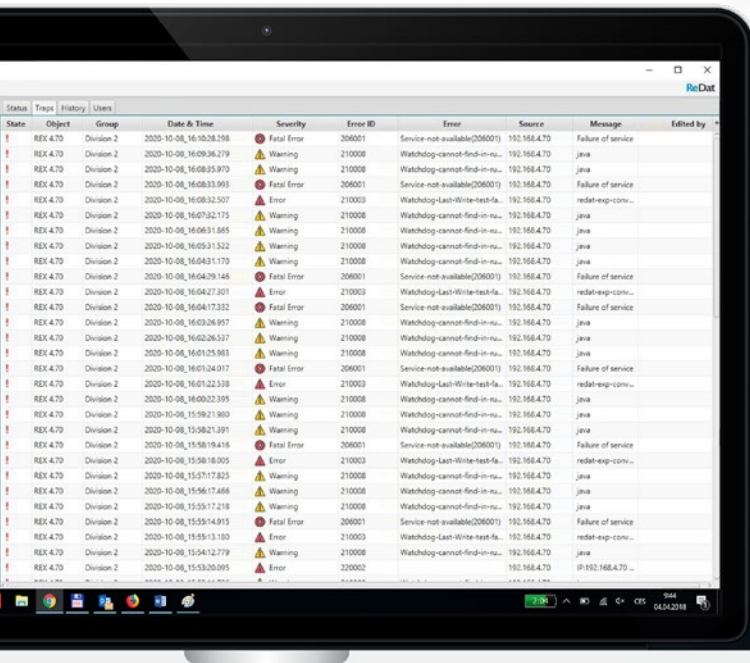 ReDat
Status Traps History Users
State Object Group Date & Time Severity Error ID Error Source Message Edited by
! REX 4.70 Division 2 2020-10-08_16:10:28.298 Fatal Error 206001 Service-not-available(206001) 192.168.4.70 Failure of service
! REX 4.70 Division 2 2020-10-08_16:09:36.279 Warning 210008 Watchdog-cannot-find-in-ru... 192.168.4.70 java
! REX 4.70 Division 2 2020-10-08_16:08:35.970 Warning 210008 Watchdog-cannot-find-in-ru... 192.168.4.70 java
! REX 4.70 Division 2 2020-10-08_16:08:33.993 Fatal Error 206001 Service-not-available(206001) 192.168.4.70 Failure of service
! REX 4.70 Division 2 2020-10-08_16:08:32.507 Error 210003 Watchdog-Last-Write-test-fa... 192.168.4.70 redat-exp-conv...
! REX 4.70 Division 2 2020-10-08_16:07:32.175 Warning 210008 Watchdog-cannot-find-in-ru... 192.168.4.70 java
! REX 4.70 Division 2 2020-10-08_16:06:31.865 Warning 210008 Watchdog-cannot-find-in-ru... 192.168.4.70 java
! REX 4.70 Division 2 2020-10-08_16:05:31.522 Warning 210008 Watchdog-cannot-find-in-ru... 192.168.4.70 java
! REX 4.70 Division 2 2020-10-08_16:04:31.170 Warning 210008 Watchdog-cannot-find-in-ru... 192.168.4.70 java
! REX 4.70 Division 2 2020-10-08_16:04:29.146 Fatal Error 206001 Service-not-available(206001) 192.168.4.70 Failure of service
! REX 4.70 Division 2 2020-10-08_16:04:27.301 Error 210003 Watchdog-Last-Write-test-fa... 192.168.4.70 redat-exp-conv...
! REX 4.70 Division 2 2020-10-08_16:04:17.332 Fatal Error 206001 Service-not-available(206001) 192.168.4.70 Failure of service
! REX 4.70 Division 2 2020-10-08_16:03:26.957 Warning 210008 Watchdog-cannot-find-in-ru... 192.168.4.70 java
! REX 4.70 Division 2 2020-10-08_16:02:26.537 Warning 210008 Watchdog-cannot-find-in-ru... 192.168.4.70 java
! REX 4.70 Division 2 2020-10-08_16:01:25.983 Warning 210008 Watchdog-cannot-find-in-ru... 192.168.4.70 java
! REX 4.70 Division 2 2020-10-08_16:01:24.017 Fatal Error 206001 Service-not-available(206001) 192.168.4.70 Failure of service
! REX 4.70 Division 2 2020-10-08_16:01:22.538 Error 210003 Watchdog-Last-Write-test-fa... 192.168.4.70 redat-exp-conv...
! REX 4.70 Division 2 2020-10-08_16:00:22.395 Warning 210008 Watchdog-cannot-find-in-ru... 192.168.4.70 java
! REX 4.70 Division 2 2020-10-08_15:59:21.980 Warning 210008 Watchdog-cannot-find-in-ru... 192.168.4.70 java
! REX 4.70 Division 2 2020-10-08_15:58:21.391 Warning 210008 Watchdog-cannot-find-in-ru... 192.168.4.70 java
! REX 4.70 Division 2 2020-10-08_15:58:19.416 Fatal Error 206001 Service-not-available(206001) 192.168.4.70 Failure of service
! REX 4.70 Division 2 2020-10-08_15:58:18.005 Error 210003 Watchdog-Last-Write-test-fa... 192.168.4.70 redat-exp-conv...
! REX 4.70 Division 2 2020-10-08_15:57:17.825 Warning 210008 Watchdog-cannot-find-in-ru... 192.168.4.70 java
! REX 4.70 Division 2 2020-10-08_15:56:17.466 Warning 210008 Watchdog-cannot-find-in-ru... 192.168.4.70 java
! REX 4.70 Division 2 2020-10-08_15:55:17.218 Warning 210008 Watchdog-cannot-find-in-ru... 192.168.4.70 java
! REX 4.70 Division 2 2020-10-08_15:55:14.915 Fatal Error 206001 Service-not-available(206001) 192.168.4.70 Failure of service
! REX 4.70 Division 2 2020-10-08_15:55:13.180 Error 210003 Watchdog-Last-Write-test-fa... 192.168.4.70 redat-exp-conv...
! REX 4.70 Division 2 2020-10-08_15:54:12.779 Warning 210008 Watchdog-cannot-find-in-ru... 192.168.4.70 java
! REX 4.70 Division 2 2020-10-08_15:53:20.095 Error 220002 192.168.4.70 IP:192.168.4.70 ...
2:04 CES 9:44
04.04.2018